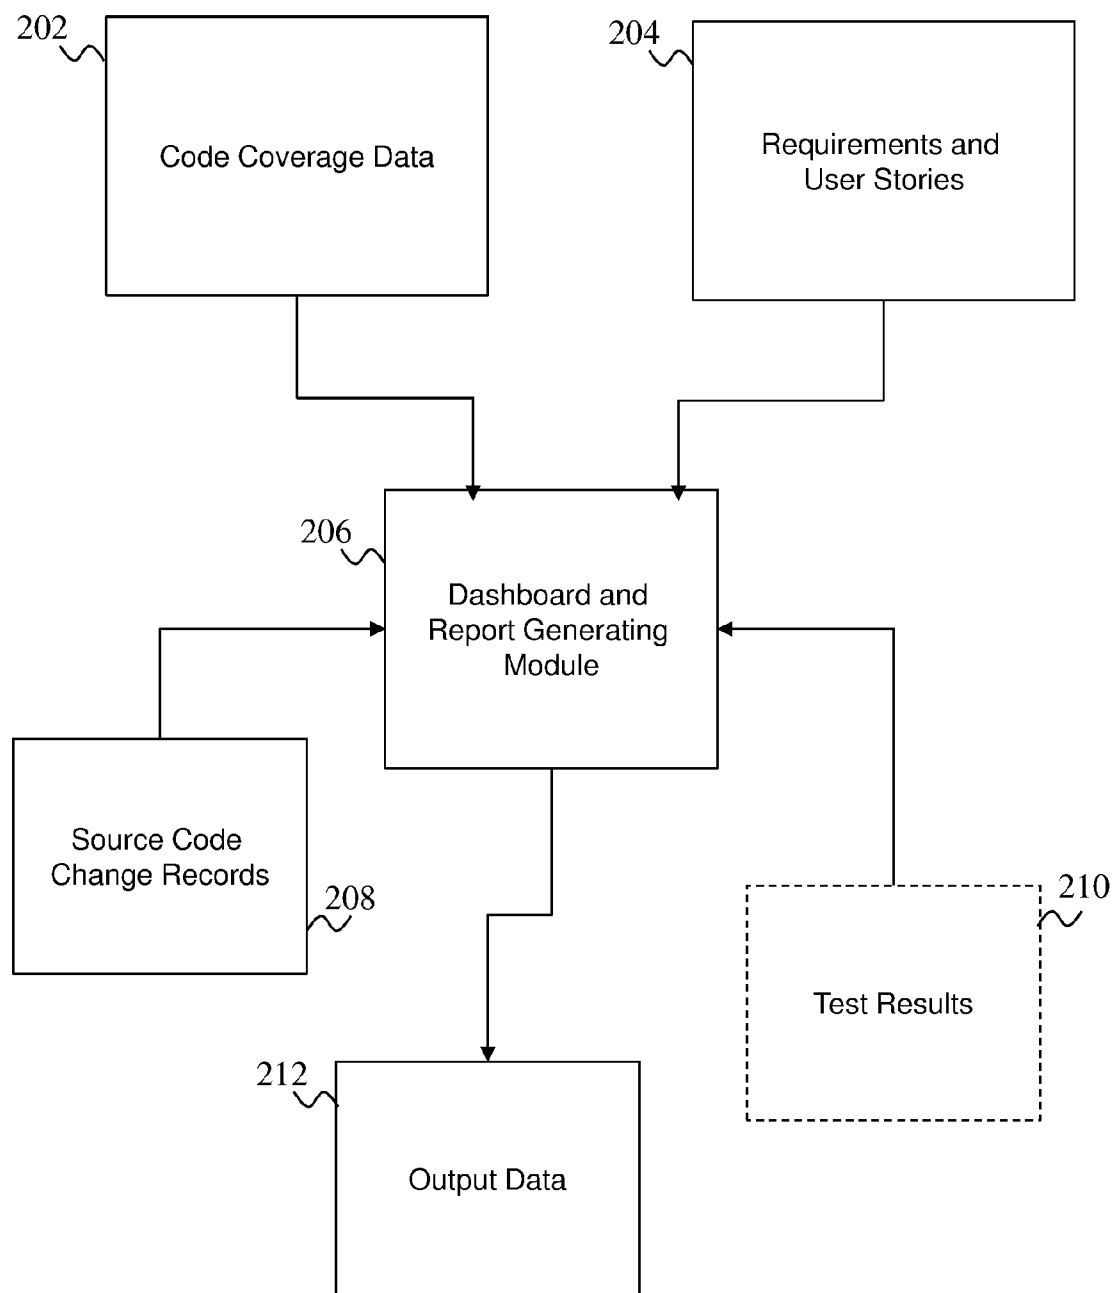 202
Code Coverage Data
204
Requirements and
User Stories
206
Dashboard and
Report Generating
Module
Source Code
Change Records
208
210
Test Results
212
Output Data